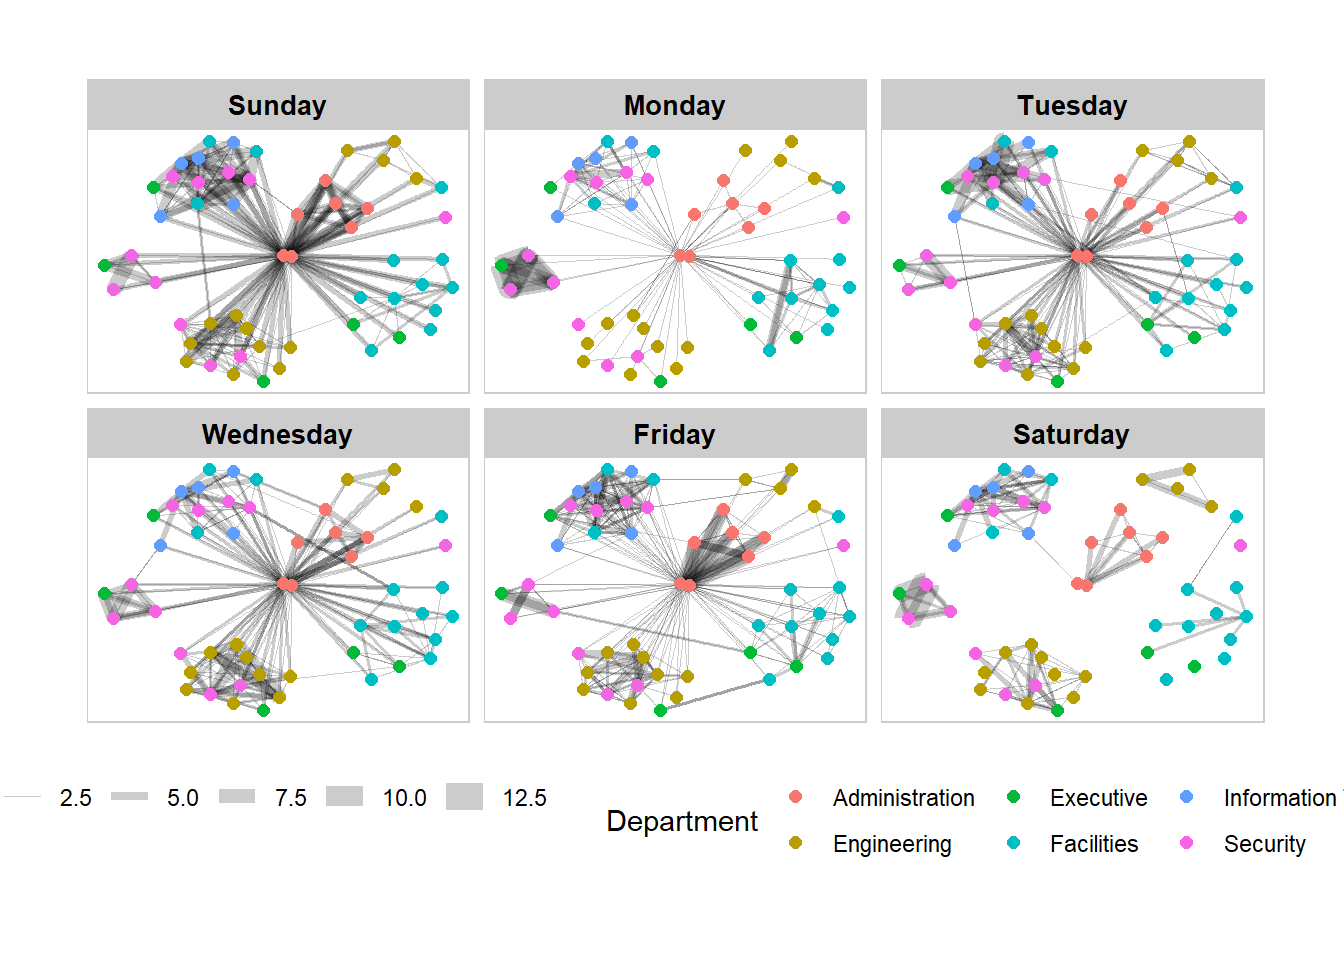 Sunday Monday Tuesday
Wednesday Friday Saturday
2.5 5.0 7.5 10.0 12.5
Department
Administration Executive Information
Engineering Facilities Security